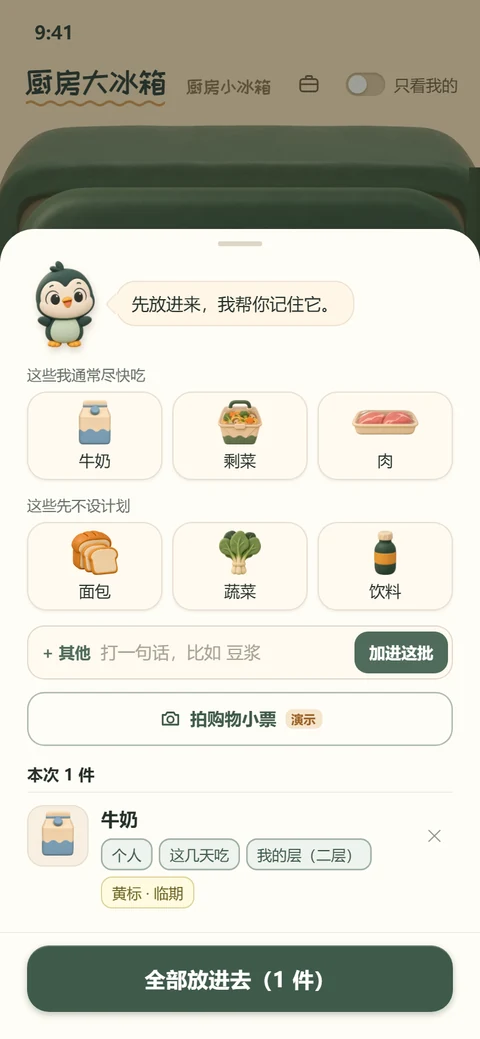 9:41
厨房大冰箱 厨房小冰箱 只看我的
先放进来，我帮你记住它。
这些我通常尽快吃
牛奶 剩菜 肉
这些先不设计划
面包 蔬菜 饮料
+ 其他 打一句话，比如 豆浆 加进这批
拍购物小票 演示
本次 1 件
牛奶
个人 这几天吃 我的层（二层）
黄标 · 临期
全部放进去（1 件）